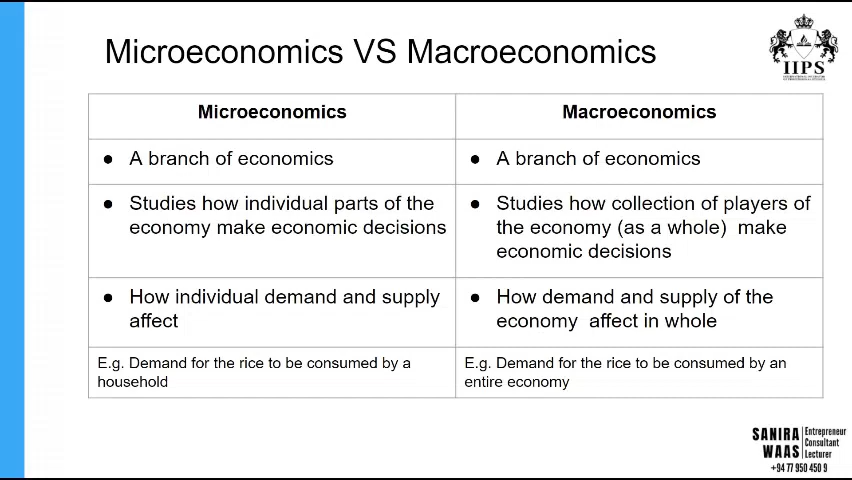 Microeconomics VS Macroeconomics
IIPS
Microeconomics
Macroeconomics
● A branch of economics
● A branch of economics
● Studies how individual parts of the
economy make economic decisions
● Studies how collection of players of
the economy (as a whole) make
economic decisions
● How individual demand and supply
affect
● How demand and supply of the
economy affect in whole
E.g. Demand for the rice to be consumed by a
household
E.g. Demand for the rice to be consumed by an
entire economy
SANIRA
WAAS
Entrepreneur
Consultant
Lecturer
+94 77 950 450 9